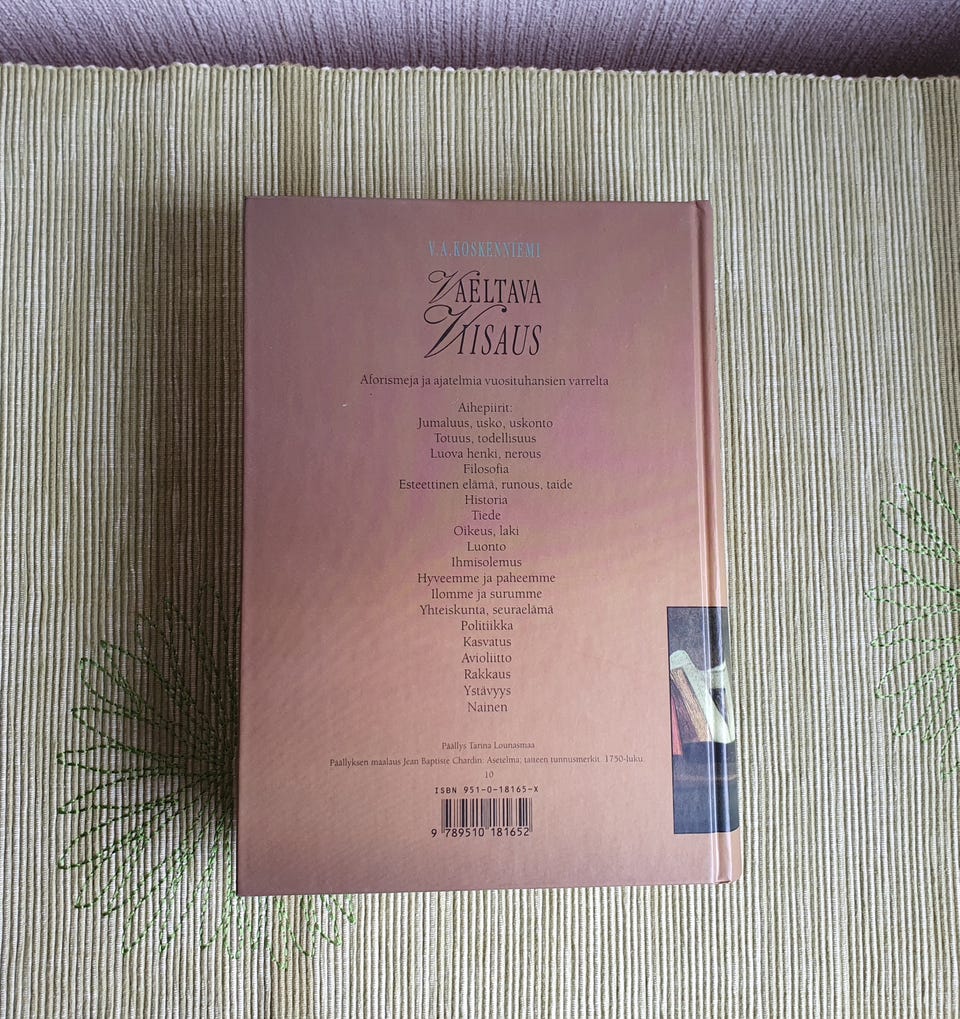 V.A. KOSKENNIEMI
VAELTAVA
VIISAUS
Aforismeja ja ajatelmia vuosituhansien varrelta
Aihepiirit:
Jumaluus, usko, uskonto
Totuus, todellisuus
Luova henki, nerous
Filosofia
Esteettinen elämä, runous, taide
Historia
Tiede
Oikeus, laki
Luonto
Ihmisolemus
Hyveemme ja paheemme
Ilomme ja surumme
Yhteiskunta, seuraelämä
Politiikka
Kasvatus
Avioliitto
Rakkaus
Ystävyys
Nainen
Päällys Tarina Lounasmaa
Päällyksen maalaus Jean Baptiste Chardin: Asetelma; taiteen tunnusmerkit. 1750-luku.
10
ISBN 951-0-18165-X
9 789510 181652